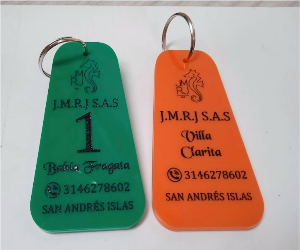 J.M.R.J S.A.S
1
Bahía Fragata
3146278602
SAN ANDRÉS ISLAS
J.M.R.J S.A.S
Villa
Clarita
3146278602
SAN ANDRÉS ISLAS